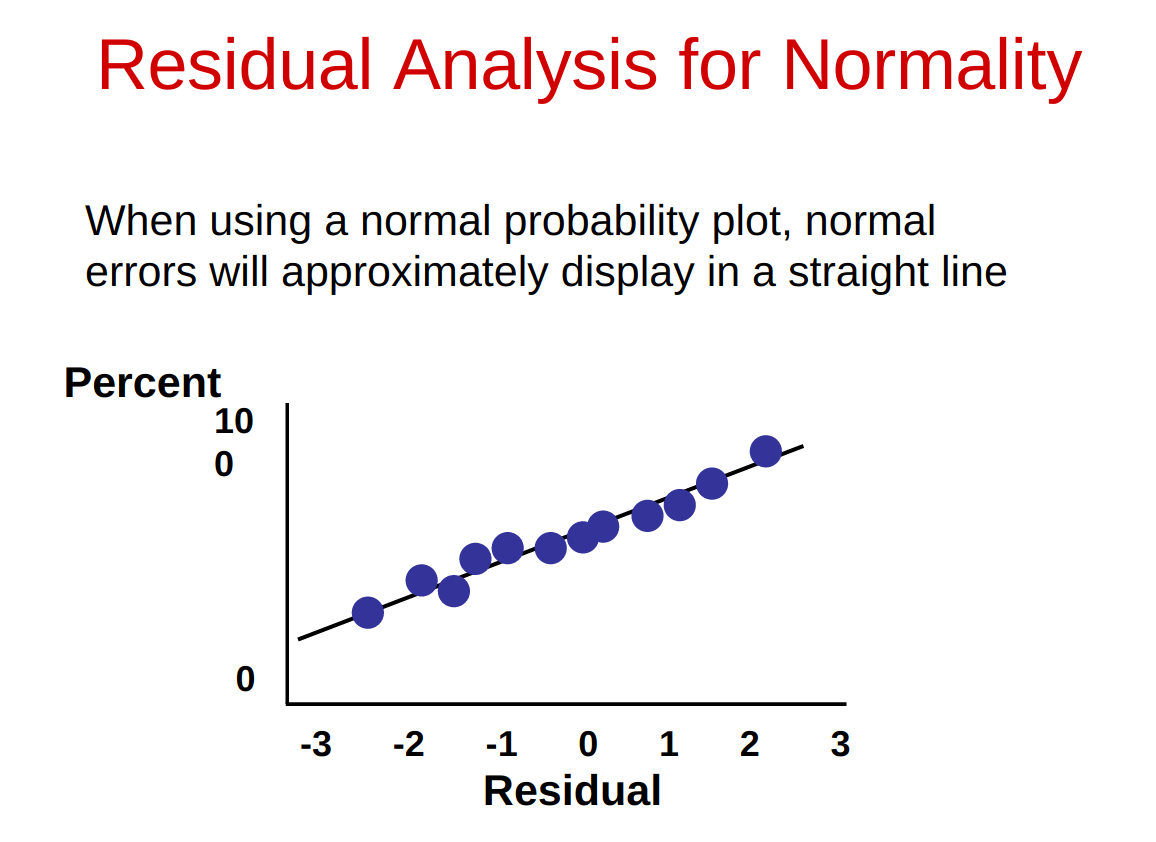 Residual Analysis for Normality
When using a normal probability plot, normal
errors will approximately display in a straight line
Percent
10
0
0
-3 -2 -1 0 1 2 3
Residual